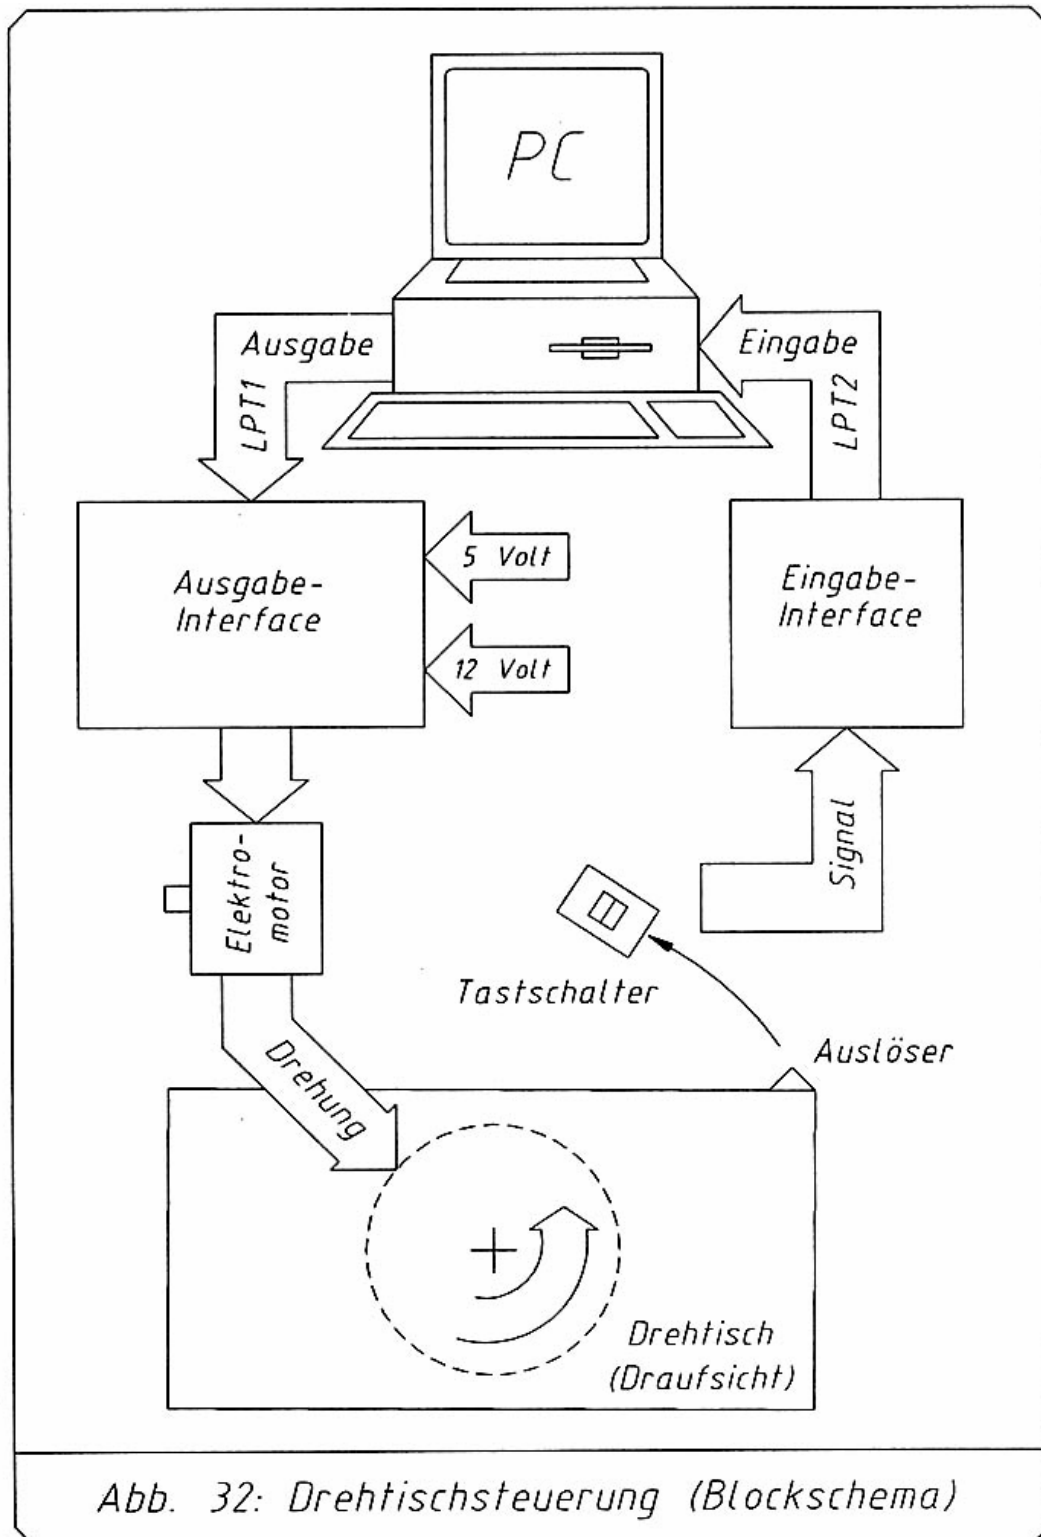 PC
Ausgabe
LPT1
Eingabe
LPT2
Ausgabe-
Interface
5 Volt
12 Volt
Eingabe-
Interface
Elektro-
motor
Signal
Tastschalter
Auslöser
Drehung
Drehtisch
(Draufsicht)
Abb. 32: Drehtischsteuerung (Blockschema)